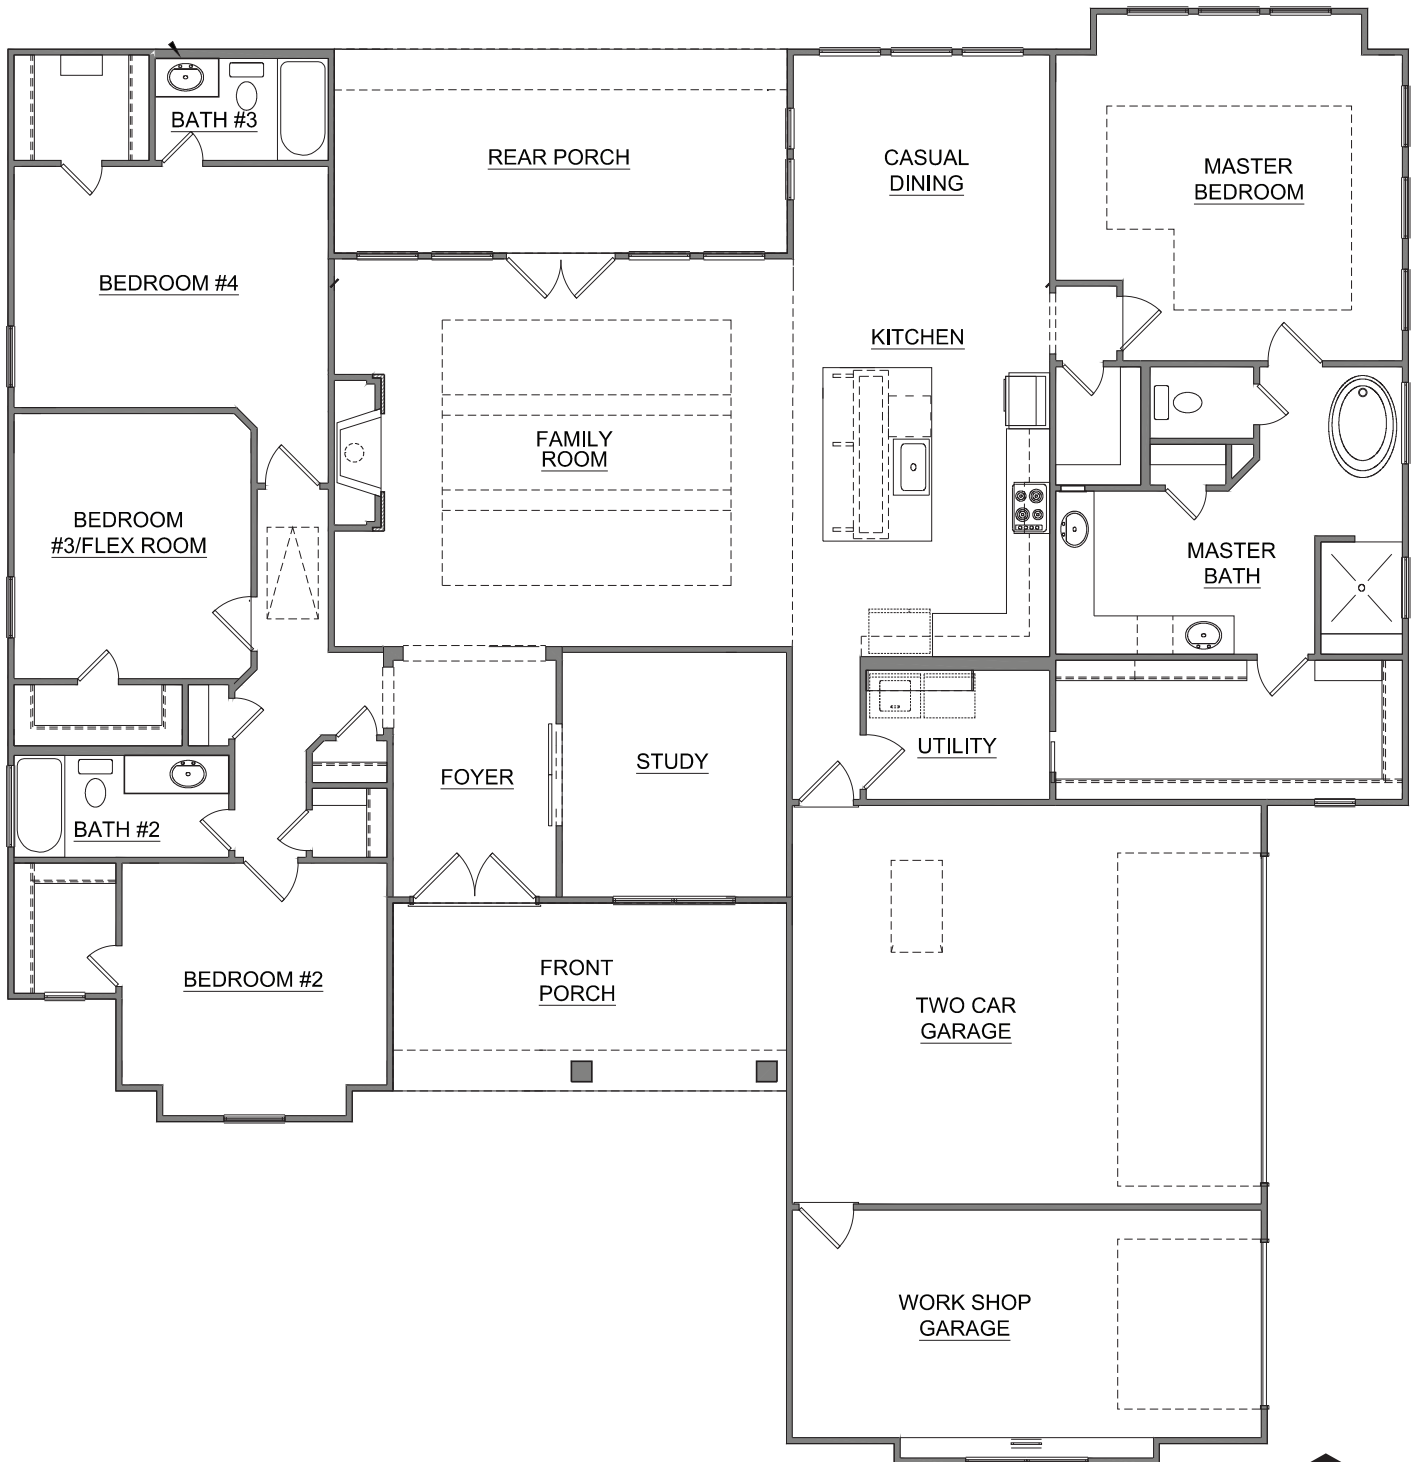 BATH #3
REAR PORCH
CASUAL
DINING
MASTER
BEDROOM
BEDROOM #4
KITCHEN
FAMILY
ROOM
BEDROOM
#3/FLEX ROOM
MASTER
BATH
FOYER
STUDY
UTILITY
BATH #2
BEDROOM #2
FRONT
PORCH
TWO CAR
GARAGE
WORK SHOP
GARAGE